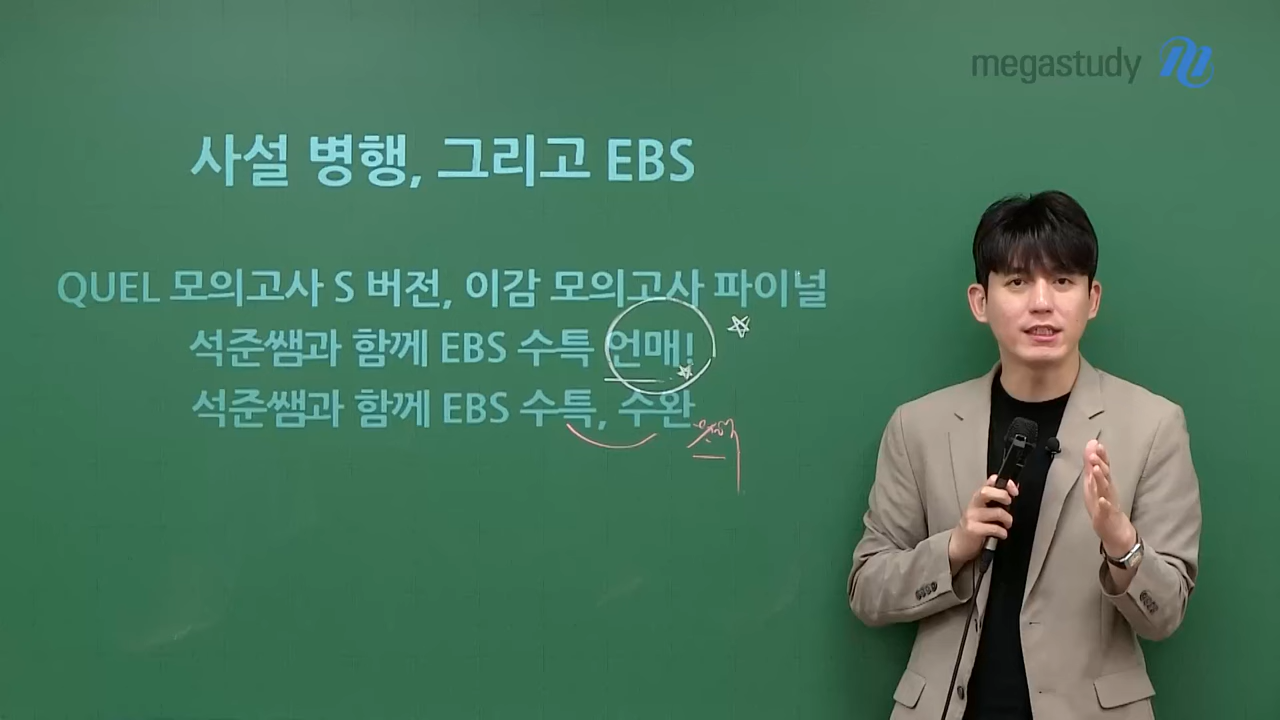 megastudy
사설 병행, 그리고 EBS
QUEL 모의고사 S 버전, 이감 모의고사 파이널
석준쌤과 함께 EBS 수특 언매!
석준쌤과 함께 EBS 수특, 수완